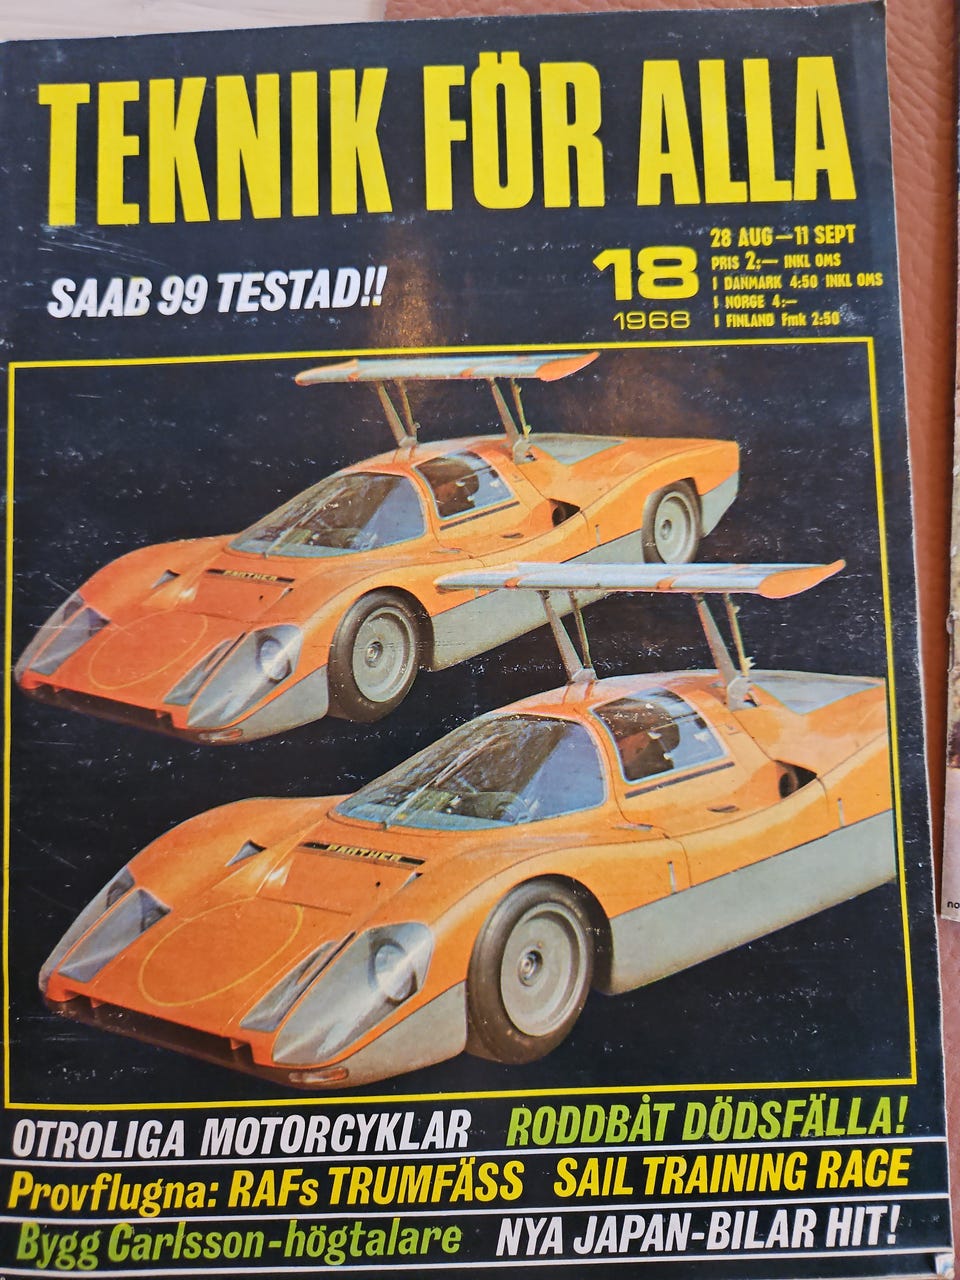 TEKNIK FÖR ALLA
SAAB 99 TESTAD!!
18
1968
28 AUG—11 SEPT
PRIS 2:— INKL OMS
I DANMARK 4:50 INKL OMS
I NORGE 4:—
I FINLAND Fmk 2:50
PANTHER
PANTHER
OTROLIGA MOTORCYKLAR RODDBÅT DÖDSFÄLLA!
Provflugna: RAFs TRUMFÄSS SAIL TRAINING RACE
Bygg Carlsson-högtalare NYA JAPAN-BILAR HIT!